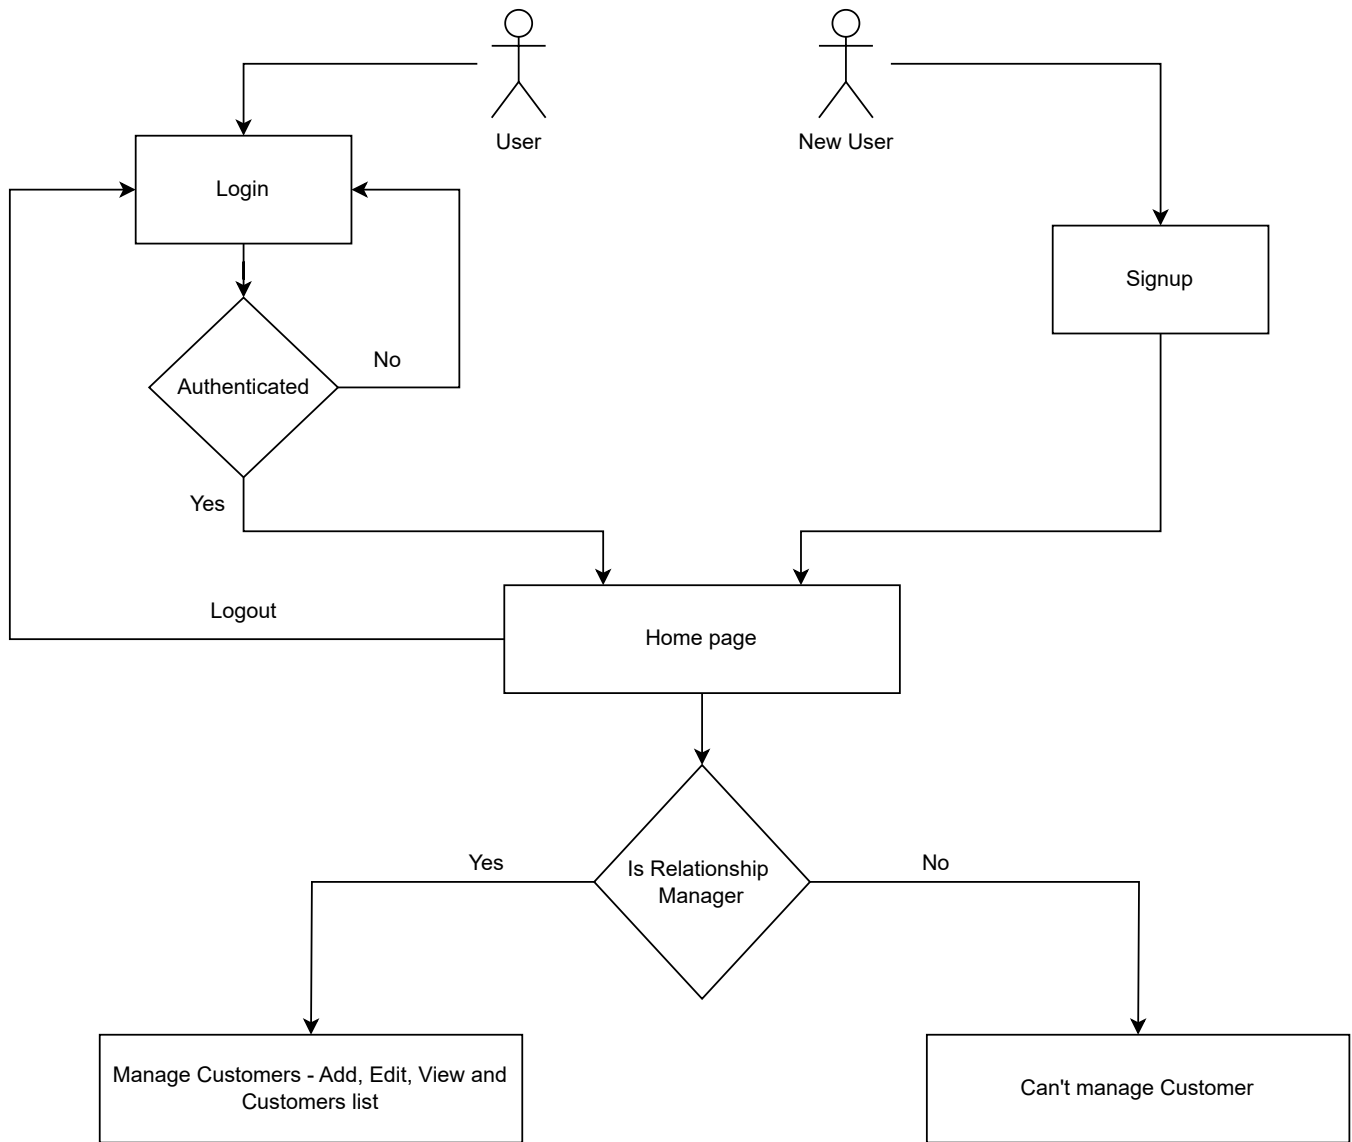 User
New User
Login
Signup
No
Authenticated
Yes
Logout
Home page
Yes
Is Relationship
Manager
No
Manage Customers - Add, Edit, View and
Customers list
Can't manage Customer